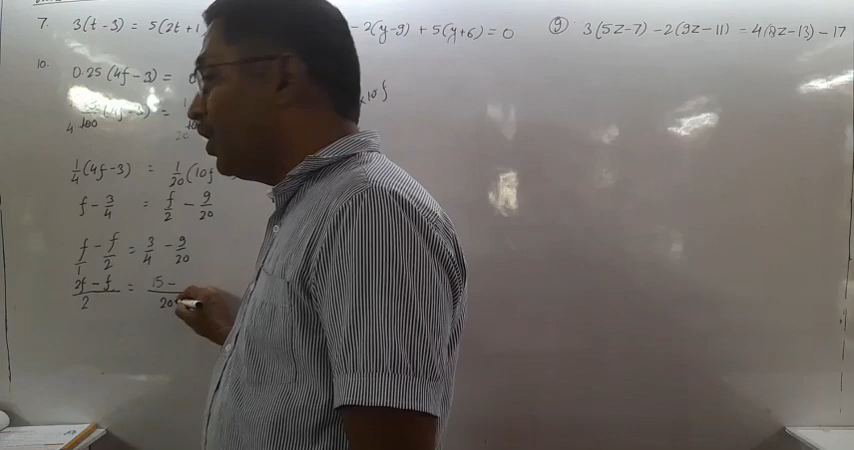 7. 3(t-3) = 5(2t+1
-2(y-9) + 5(y+6) = 0
⑨ 3(5z-7) - 2(9z-11) = 4(8z-13) - 17
10. 0.25(4f-3) =
¼(4f-3) = 1/20 (10f
f - 3/4 = f/2 - 9/20
f/1 - f/2 = 3/4 - 9/20
2f-f/2 = 15-/20